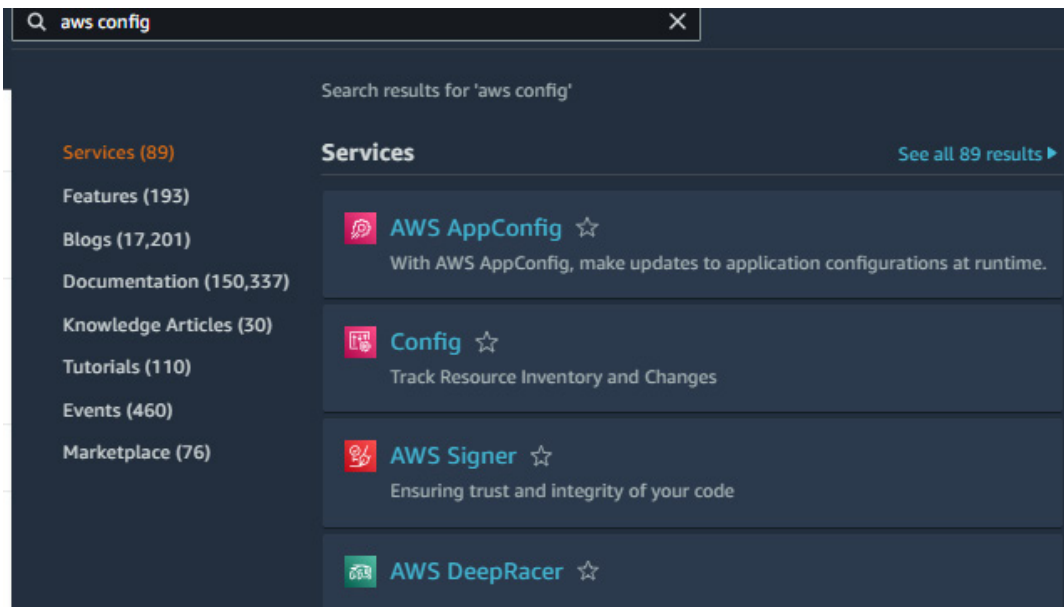 aws config
Search results for 'aws config'
Services (89)
Features (193)
Blogs (17,201)
Documentation (150,337)
Knowledge Articles (30)
Tutorials (110)
Events (460)
Marketplace (76)
Services
See all 89 results
AWS AppConfig
With AWS AppConfig, make updates to application configurations at runtime.
Config
Track Resource Inventory and Changes
AWS Signer
Ensuring trust and integrity of your code
AWS DeepRacer